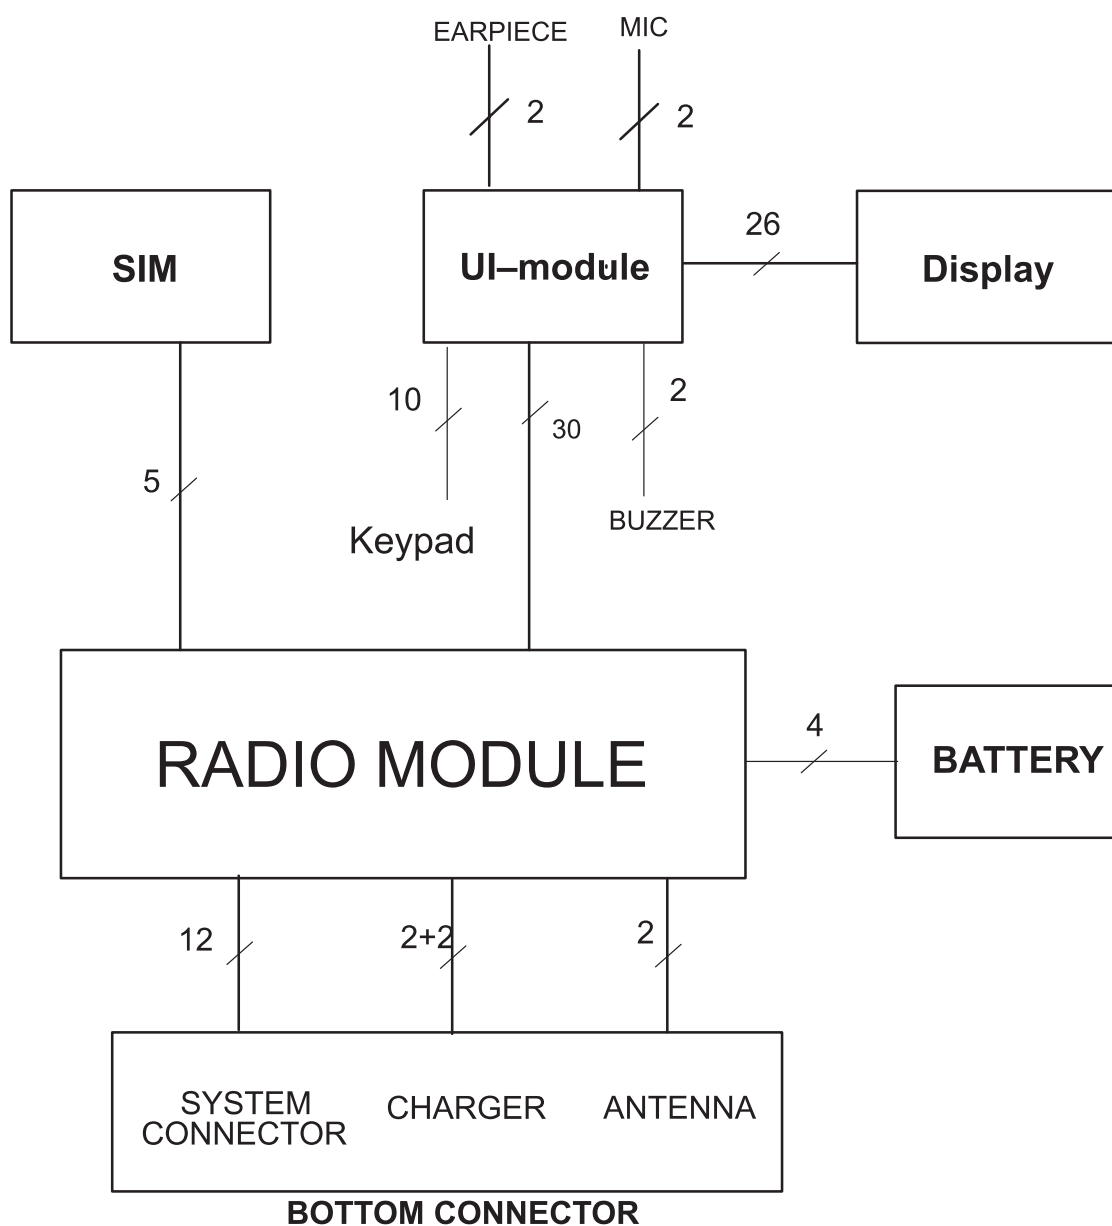 EARPIECE
MIC
2
2
SIM
UI–module
26
Display
10
30
2
5
Keypad
BUZZER
RADIO MODULE
4
BATTERY
12
2+2
2
SYSTEM
CONNECTOR
CHARGER
ANTENNA
BOTTOM CONNECTOR